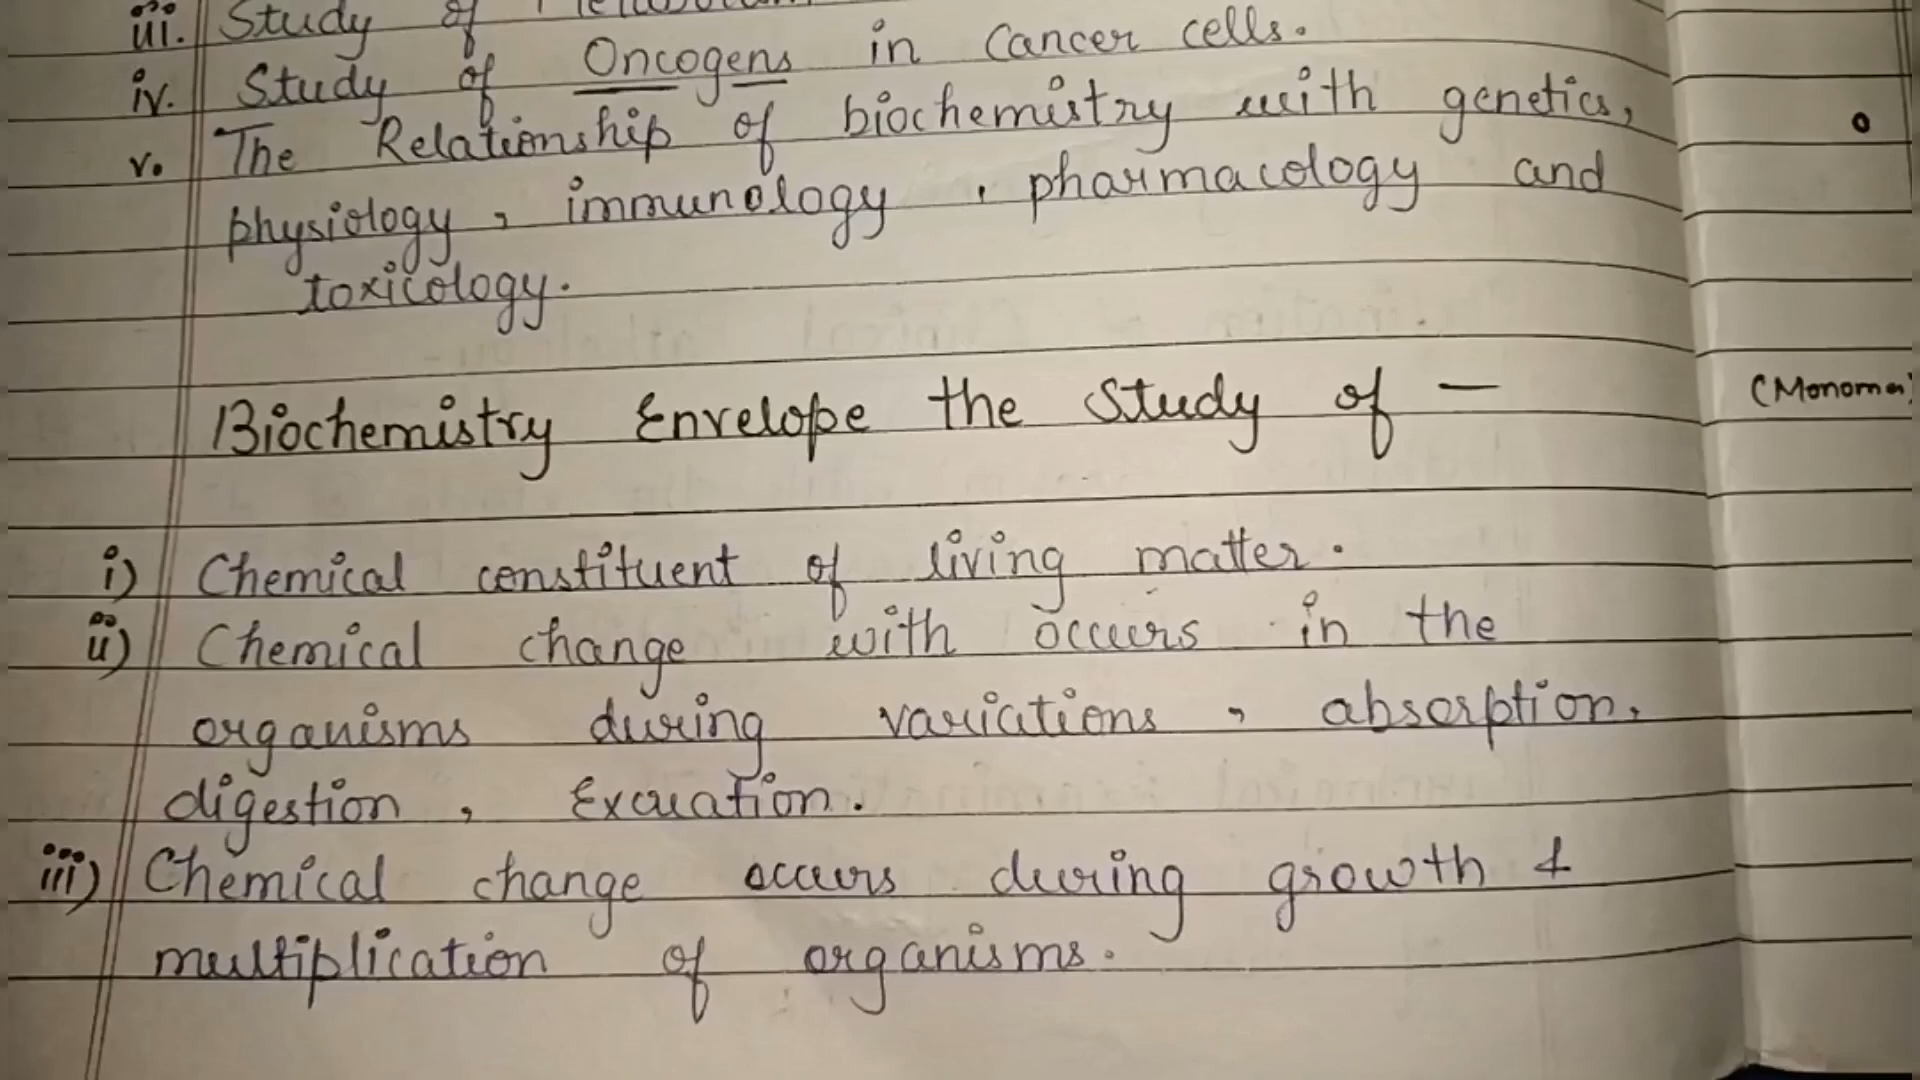 iii. Study of
iv. Study of Oncogens in Cancer cells.
v. The Relationship of biochemistry with genetics,
physiology, immunology, pharmacology and
toxicology.
Biochemistry Envelope the Study of —
(Monomer)
i) Chemical constituent of living matter.
ii) Chemical change with occurs in the
organisms during variations, absorption,
digestion, Excreation.
iii) Chemical change occurs during growth &
multiplication of organisms.